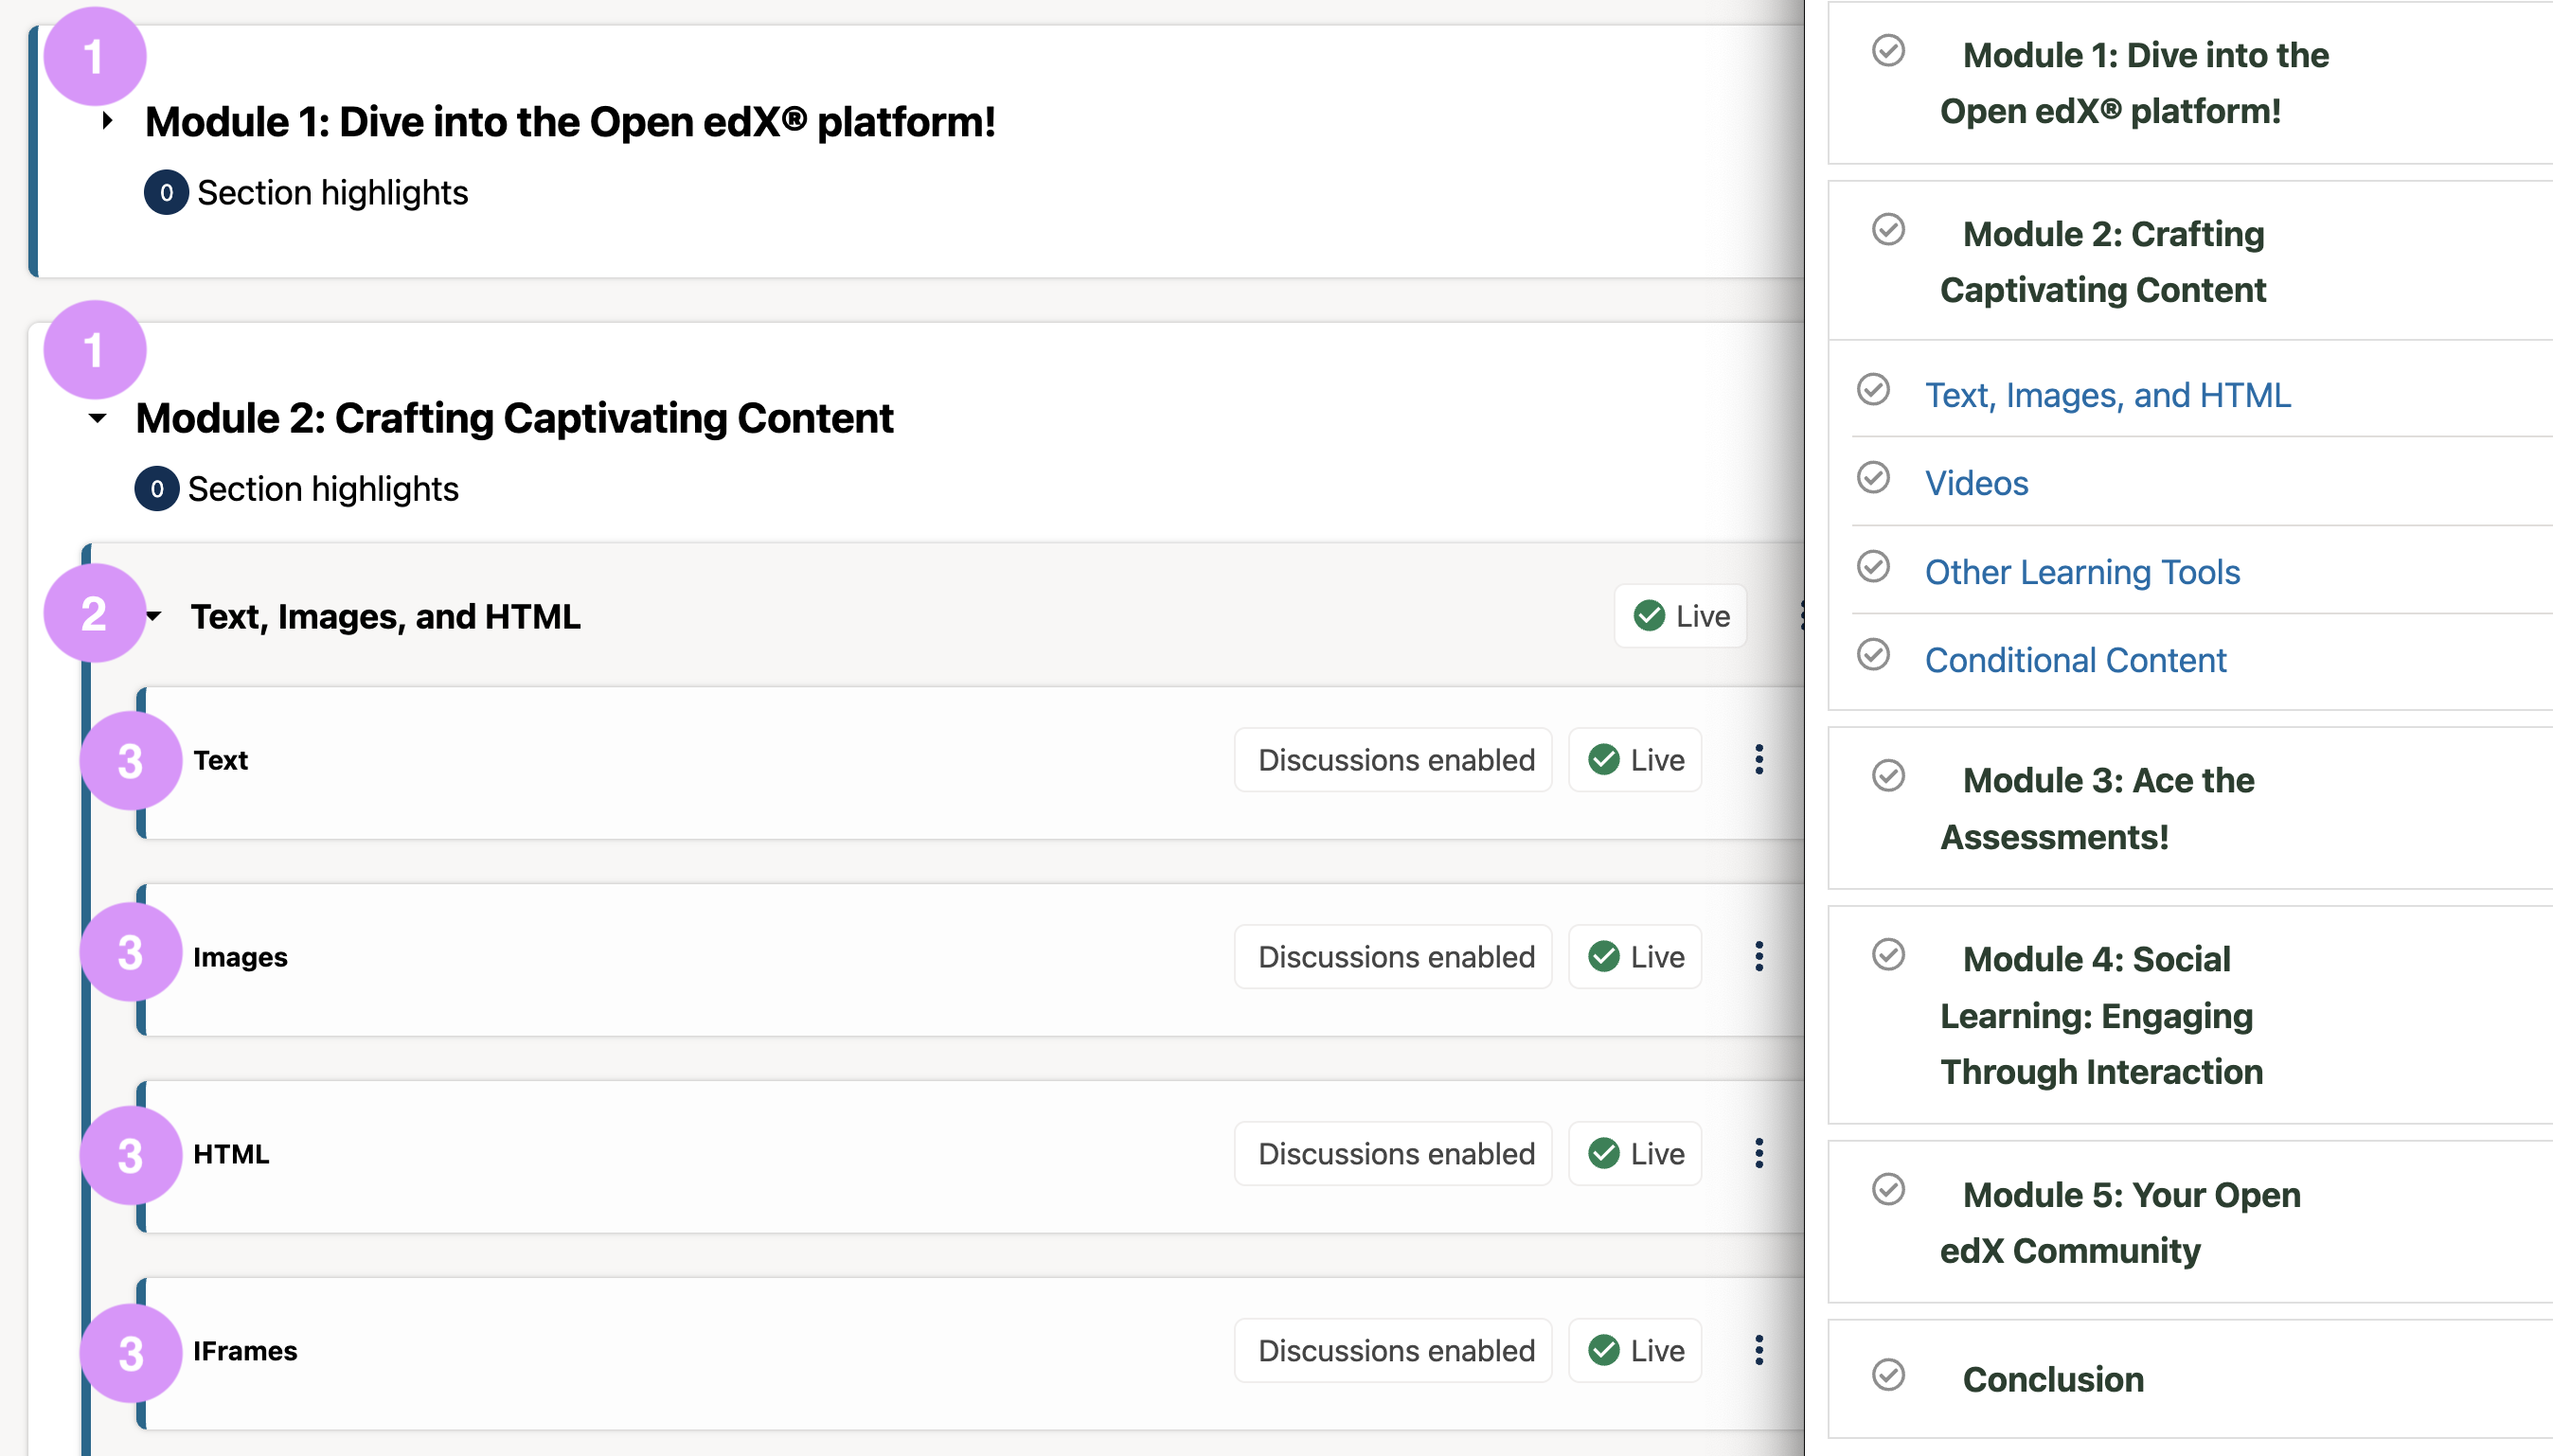 1
Module 1: Dive into the Open edX® platform!
0 Section highlights
1
Module 2: Crafting Captivating Content
0 Section highlights
2 Text, Images, and HTML Live
3 Text Discussions enabled Live
3 Images Discussions enabled Live
3 HTML Discussions enabled Live
3 IFrames Discussions enabled Live
Module 1: Dive into the
Open edX® platform!
Module 2: Crafting
Captivating Content
Text, Images, and HTML
Videos
Other Learning Tools
Conditional Content
Module 3: Ace the
Assessments!
Module 4: Social
Learning: Engaging
Through Interaction
Module 5: Your Open
edX Community
Conclusion